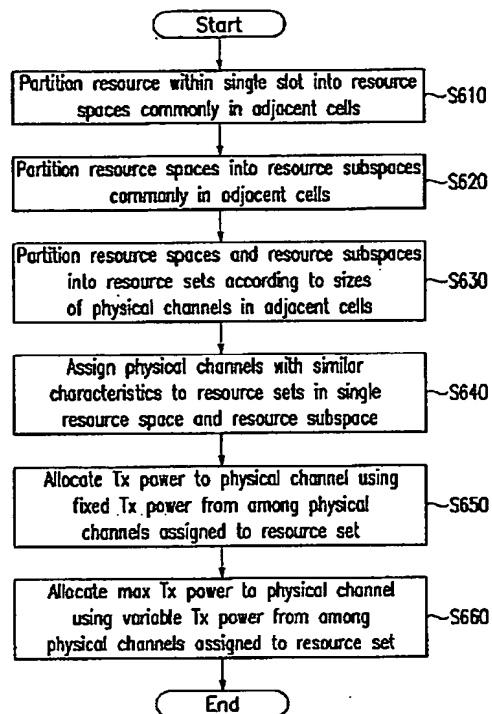 Start
Partition resource within single slot into resource
spaces commonly in adjacent cells
S610
Partition resource spaces into resource subspaces
commonly in adjacent cells
S620
Partition resource spaces and resource subspaces
into resource sets according to sizes
of physical channels in adjacent cells
S630
Assign physical channels with similar
characteristics to resource sets in single
resource space and resource subspace
S640
Allocate Tx power to physical channel using
fixed Tx power from among physical
channels assigned to resource set
S650
Allocate max Tx power to physical channel
using variable Tx power from among
physical channels assigned to resource set
S660
End